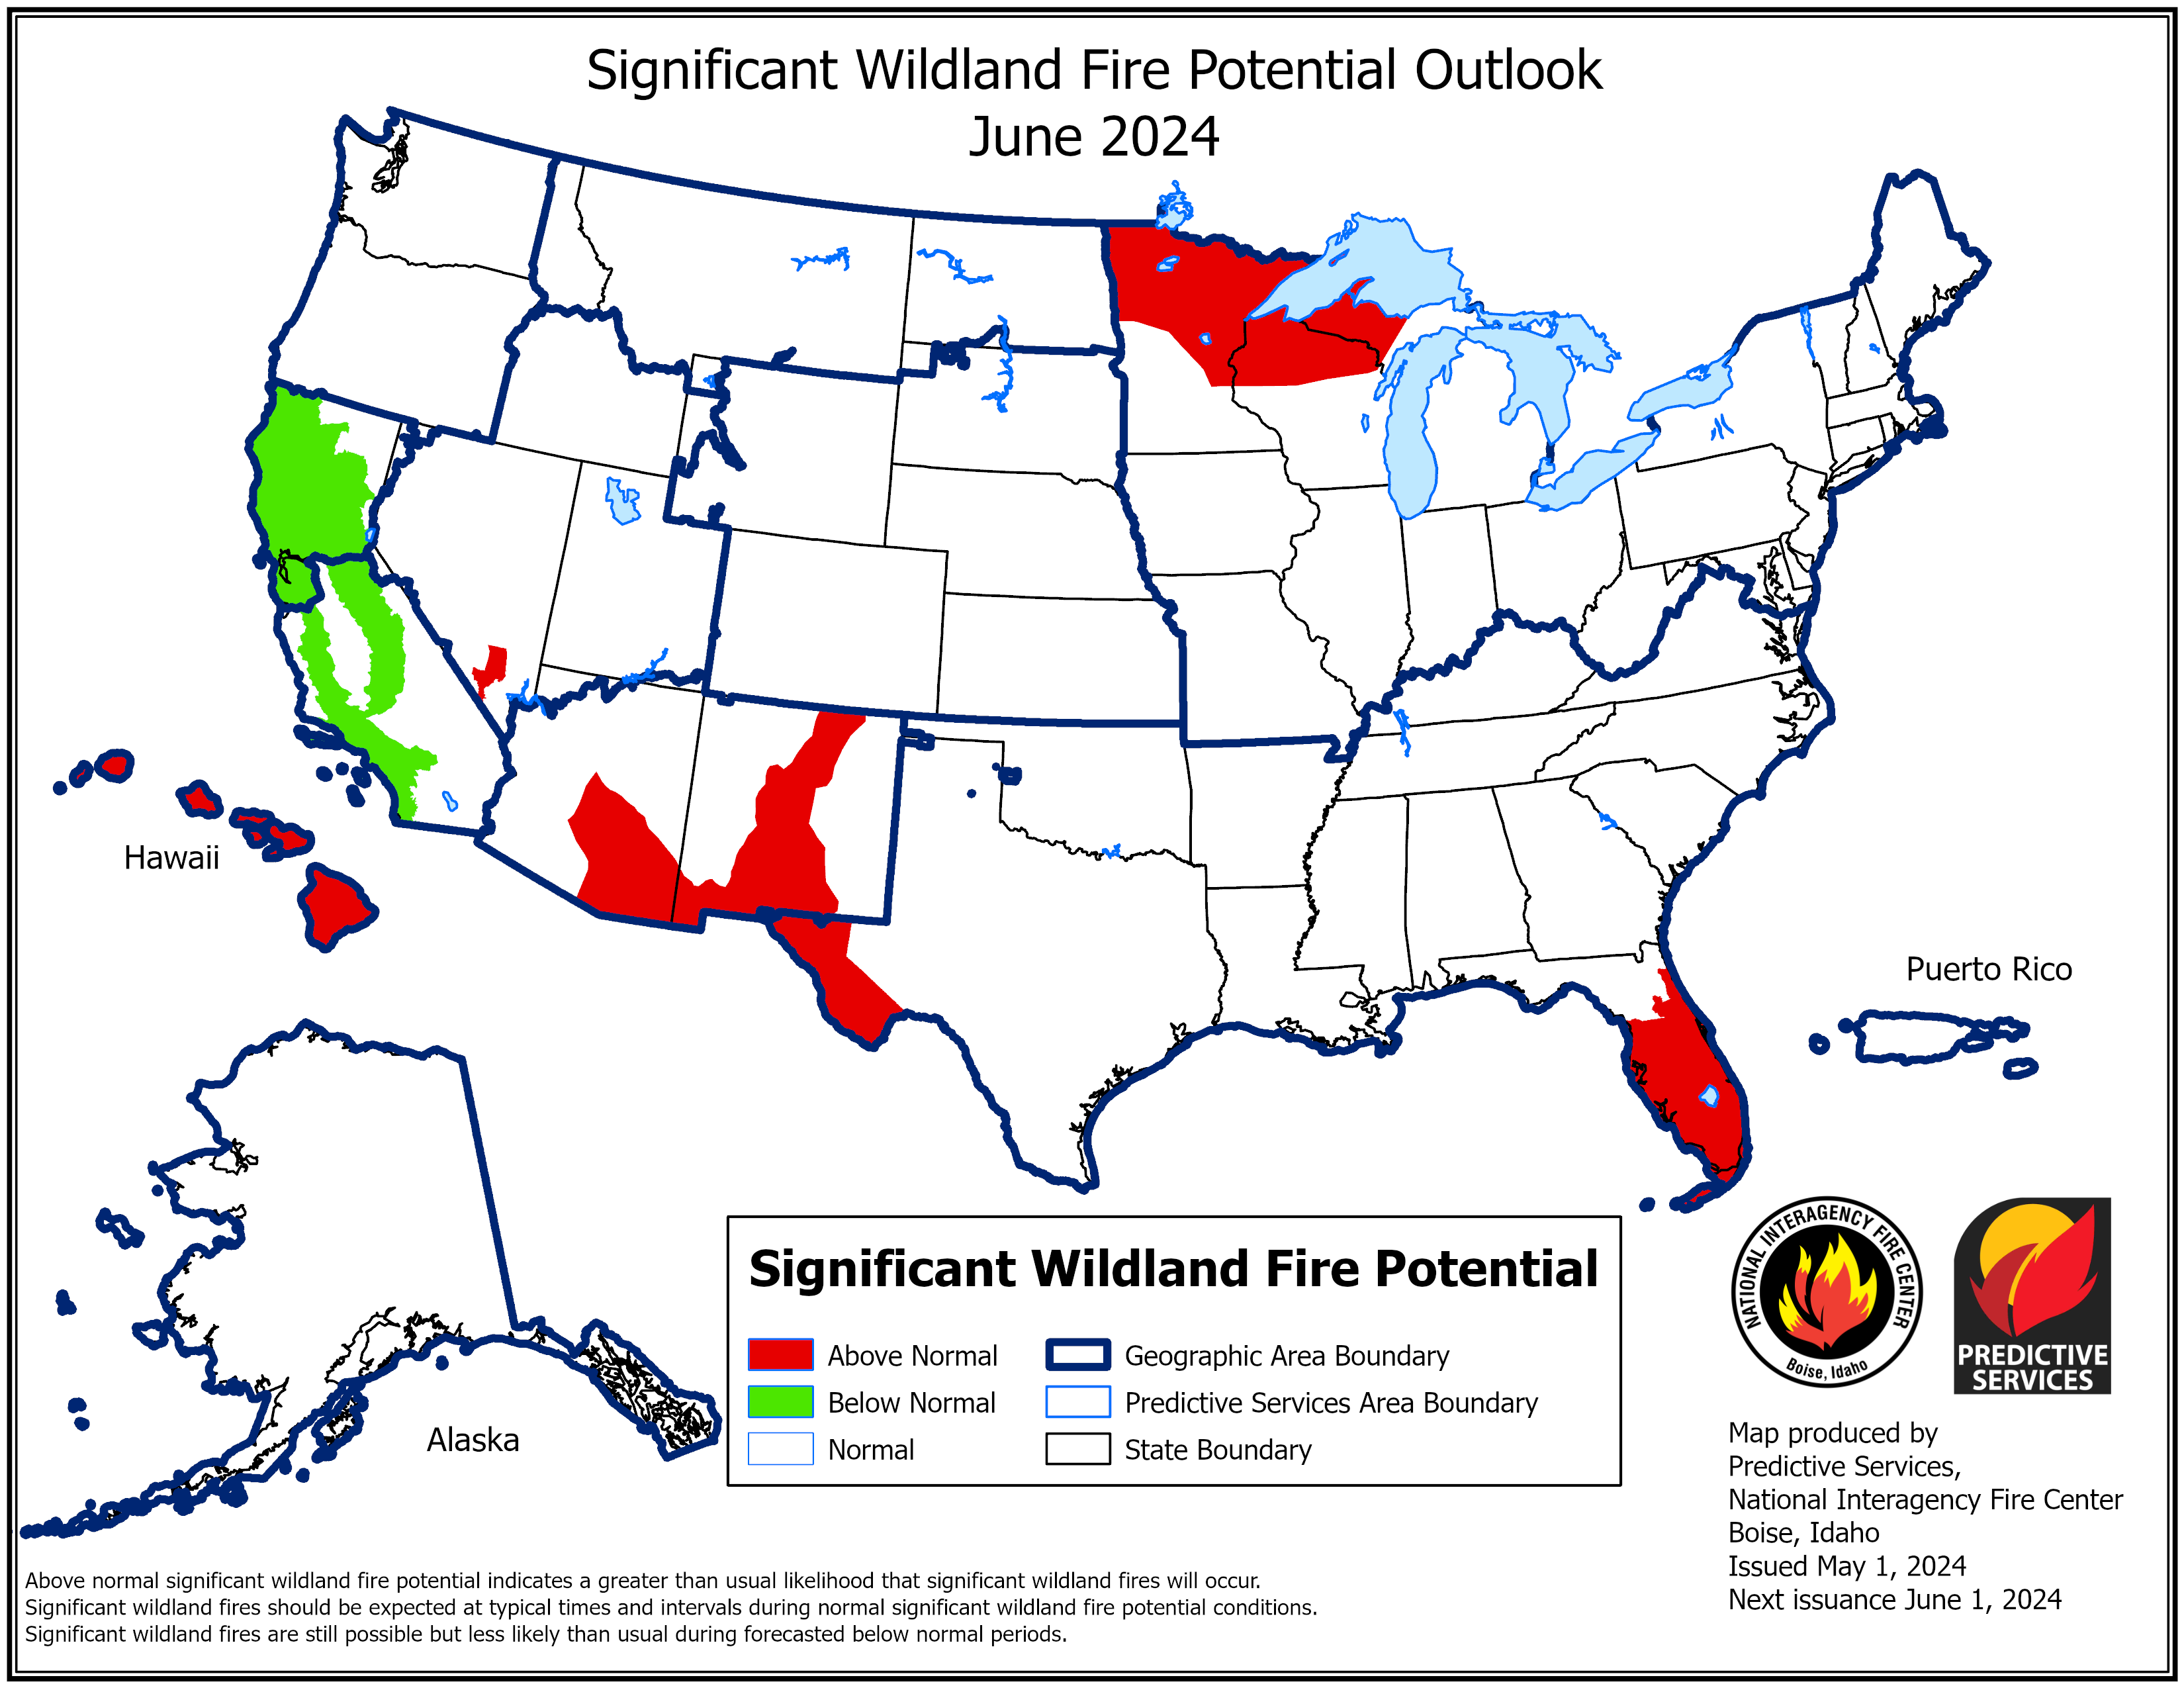 Significant Wildland Fire Potential Outlook
June 2024
Hawaii
Puerto Rico
Alaska
Significant Wildland Fire Potential
Above Normal
Below Normal
Normal
Geographic Area Boundary
Predictive Services Area Boundary
State Boundary
NATIONAL INTERAGENCY FIRE CENTER
Boise, Idaho
PREDICTIVE
SERVICES
Map produced by
Predictive Services,
National Interagency Fire Center
Boise, Idaho
Issued May 1, 2024
Next issuance June 1, 2024
Above normal significant wildland fire potential indicates a greater than usual likelihood that significant wildland fires will occur.
Significant wildland fires should be expected at typical times and intervals during normal significant wildland fire potential conditions.
Significant wildland fires are still possible but less likely than usual during forecasted below normal periods.